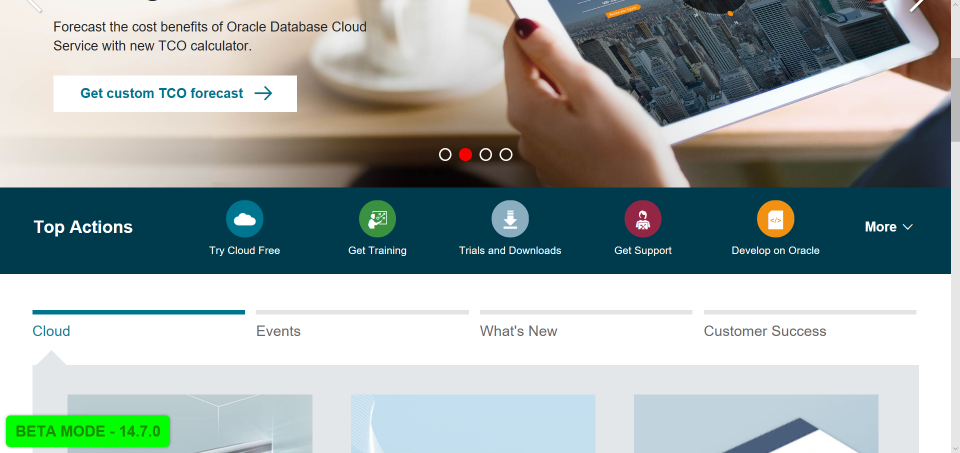 Forecast the cost benefits of Oracle Database Cloud
Service with new TCO calculator.
Get custom TCO forecast
Top Actions
Try Cloud Free
Get Training
Trials and Downloads
Get Support
Develop on Oracle
More
Cloud
Events
What's New
Customer Success
BETA MODE - 14.7.0